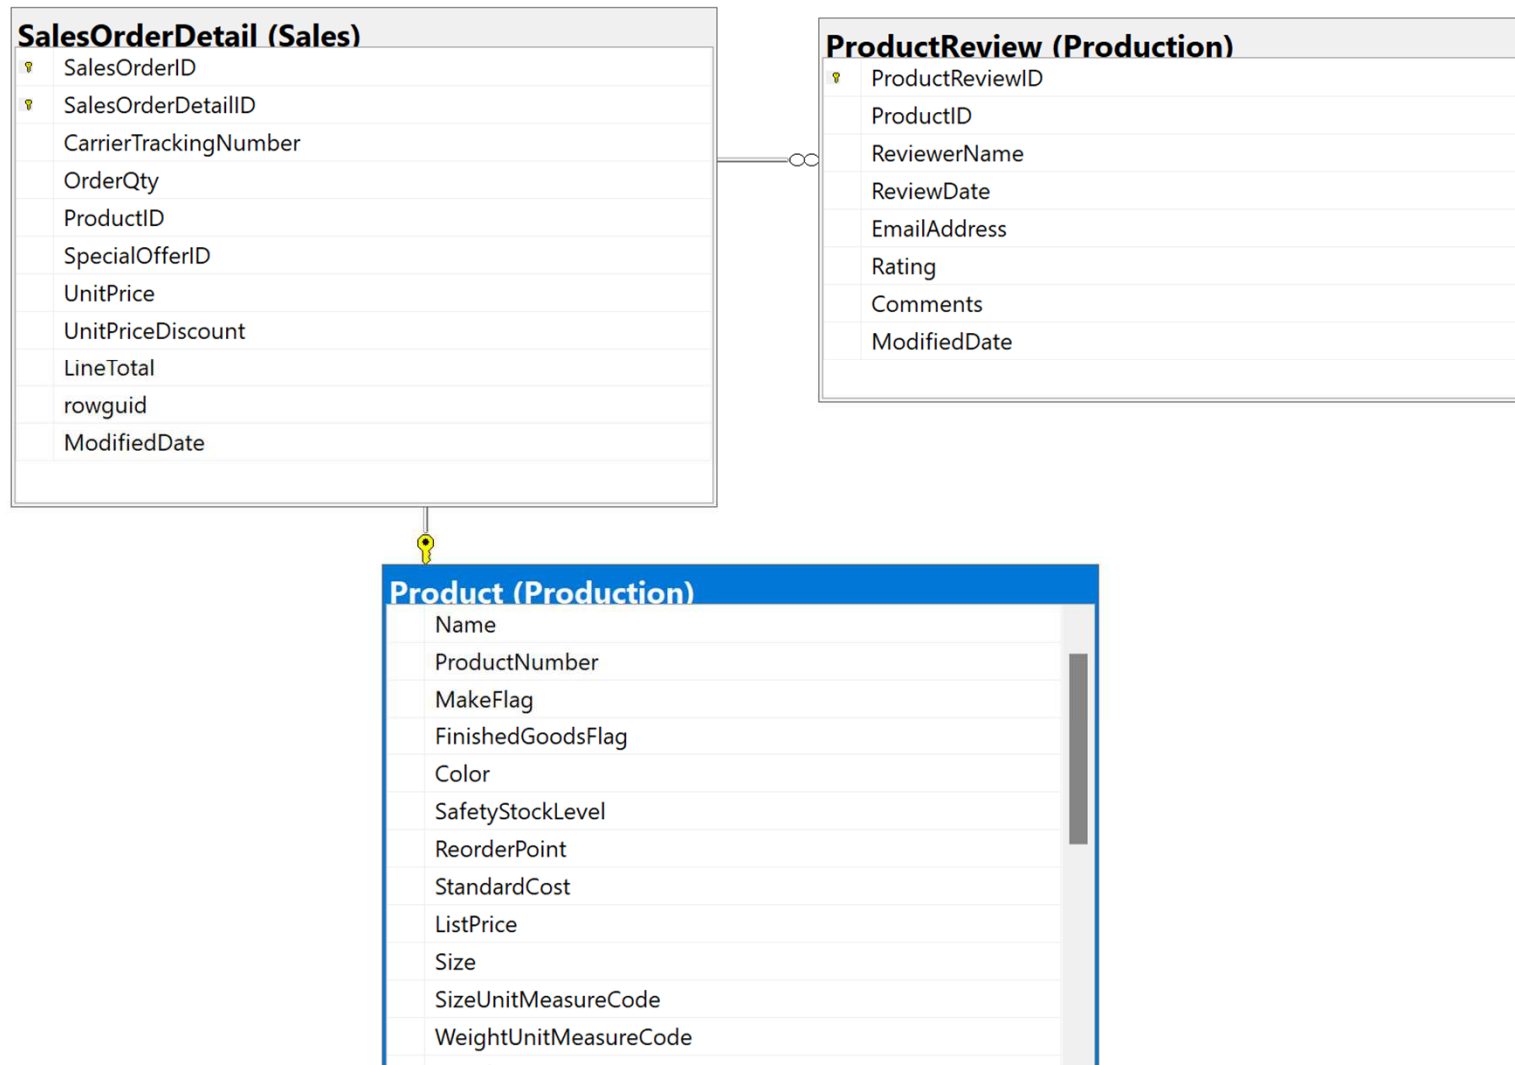 SalesOrderDetail (Sales)
SalesOrderID
SalesOrderDetailID
CarrierTrackingNumber
OrderQty
ProductID
SpecialOfferID
UnitPrice
UnitPriceDiscount
LineTotal
rowguid
ModifiedDate
ProductReview (Production)
ProductReviewID
ProductID
ReviewerName
ReviewDate
EmailAddress
Rating
Comments
ModifiedDate
Product (Production)
Name
ProductNumber
MakeFlag
FinishedGoodsFlag
Color
SafetyStockLevel
ReorderPoint
StandardCost
ListPrice
Size
SizeUnitMeasureCode
WeightUnitMeasureCode